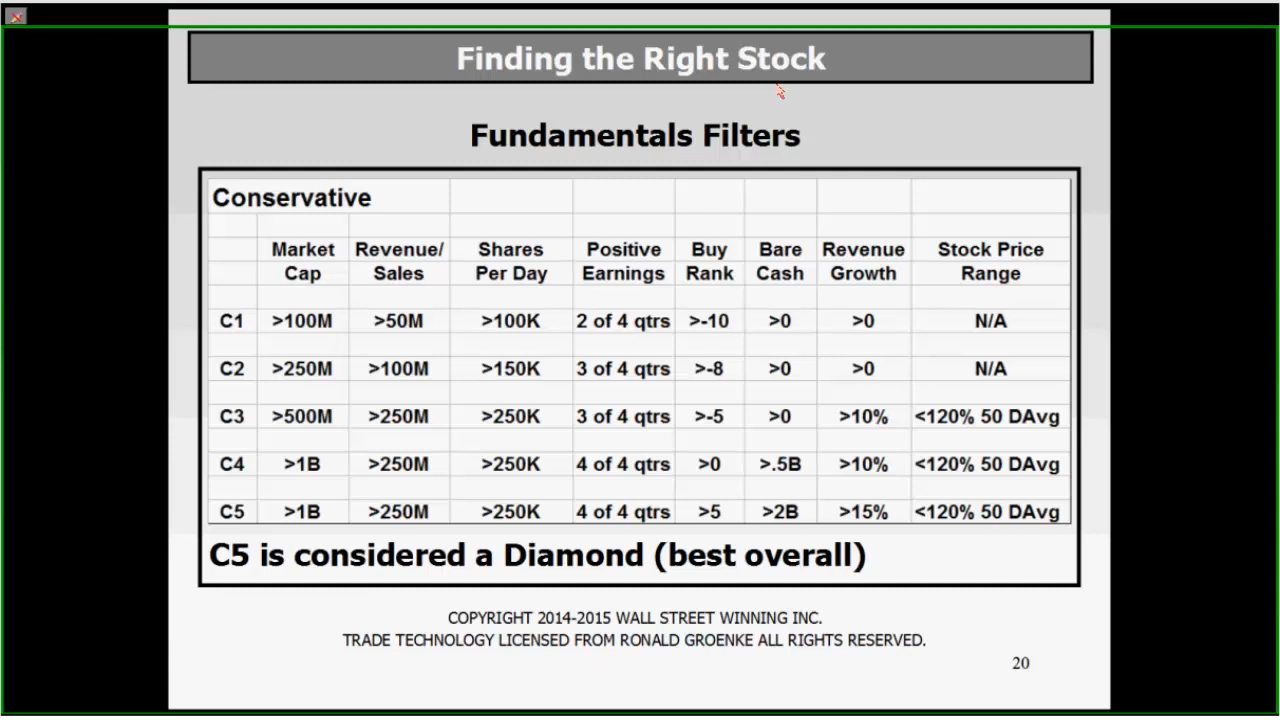 Finding the Right Stock
Fundamentals Filters
Conservative
Market Revenue/ Shares Positive Buy Bare Revenue Stock Price
Cap Sales Per Day Earnings Rank Cash Growth Range
C1 >100M >50M >100K 2 of 4 qtrs >-10 >0 >0 N/A
C2 >250M >100M >150K 3 of 4 qtrs >-8 >0 >0 N/A
C3 >500M >250M >250K 3 of 4 qtrs >-5 >0 >10% <120% 50 DAvg
C4 >1B >250M >250K 4 of 4 qtrs >0 >.5B >10% <120% 50 DAvg
C5 >1B >250M >250K 4 of 4 qtrs >5 >2B >15% <120% 50 DAvg
C5 is considered a Diamond (best overall)
COPYRIGHT 2014-2015 WALL STREET WINNING INC.
TRADE TECHNOLOGY LICENSED FROM RONALD GROENKE ALL RIGHTS RESERVED.
20